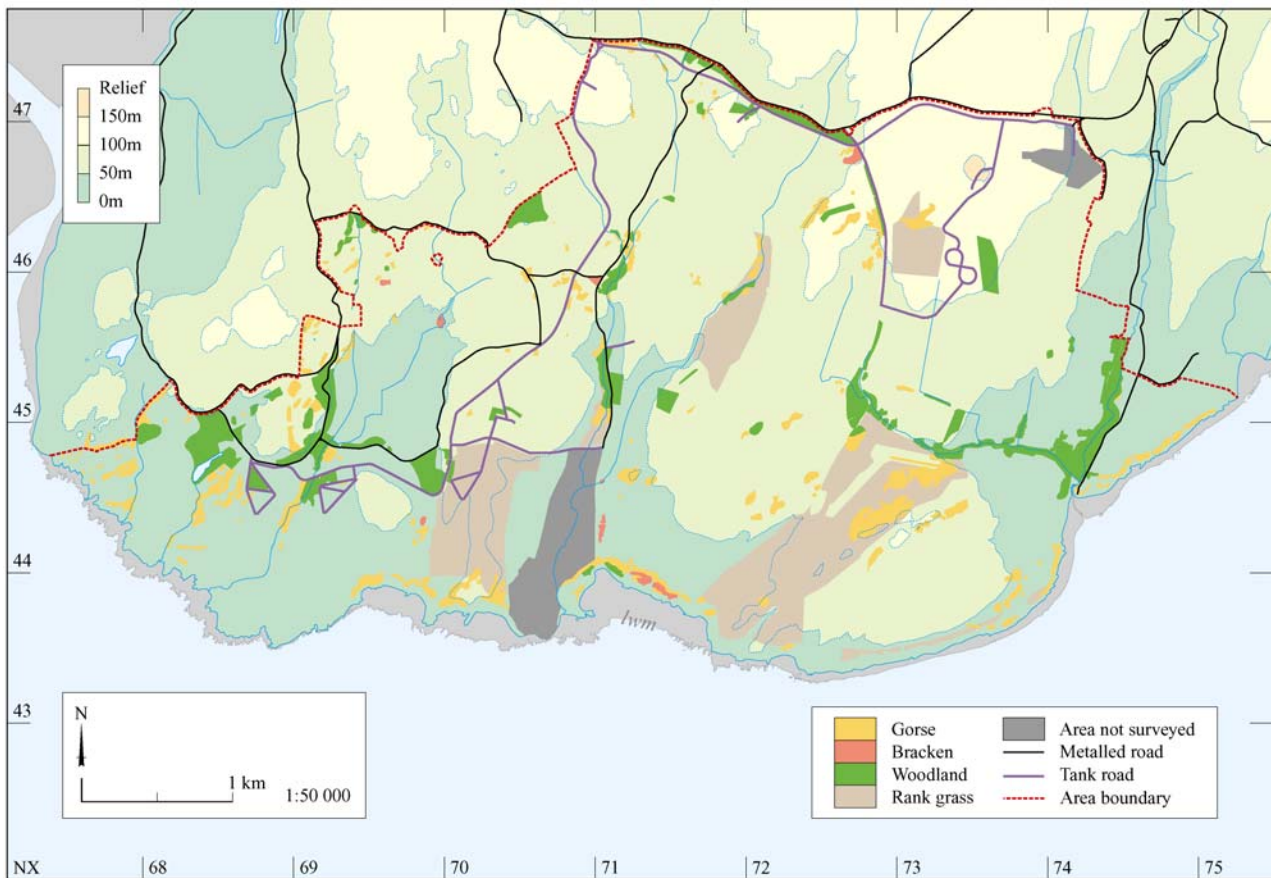 Relief
150m
100m
50m
0m
47
46
45
44
43
lwm
N
1 km
1:50 000
Gorse
Bracken
Woodland
Rank grass
Area not surveyed
Metalled road
Tank road
Area boundary
NX
68
69
70
71
72
73
74
75